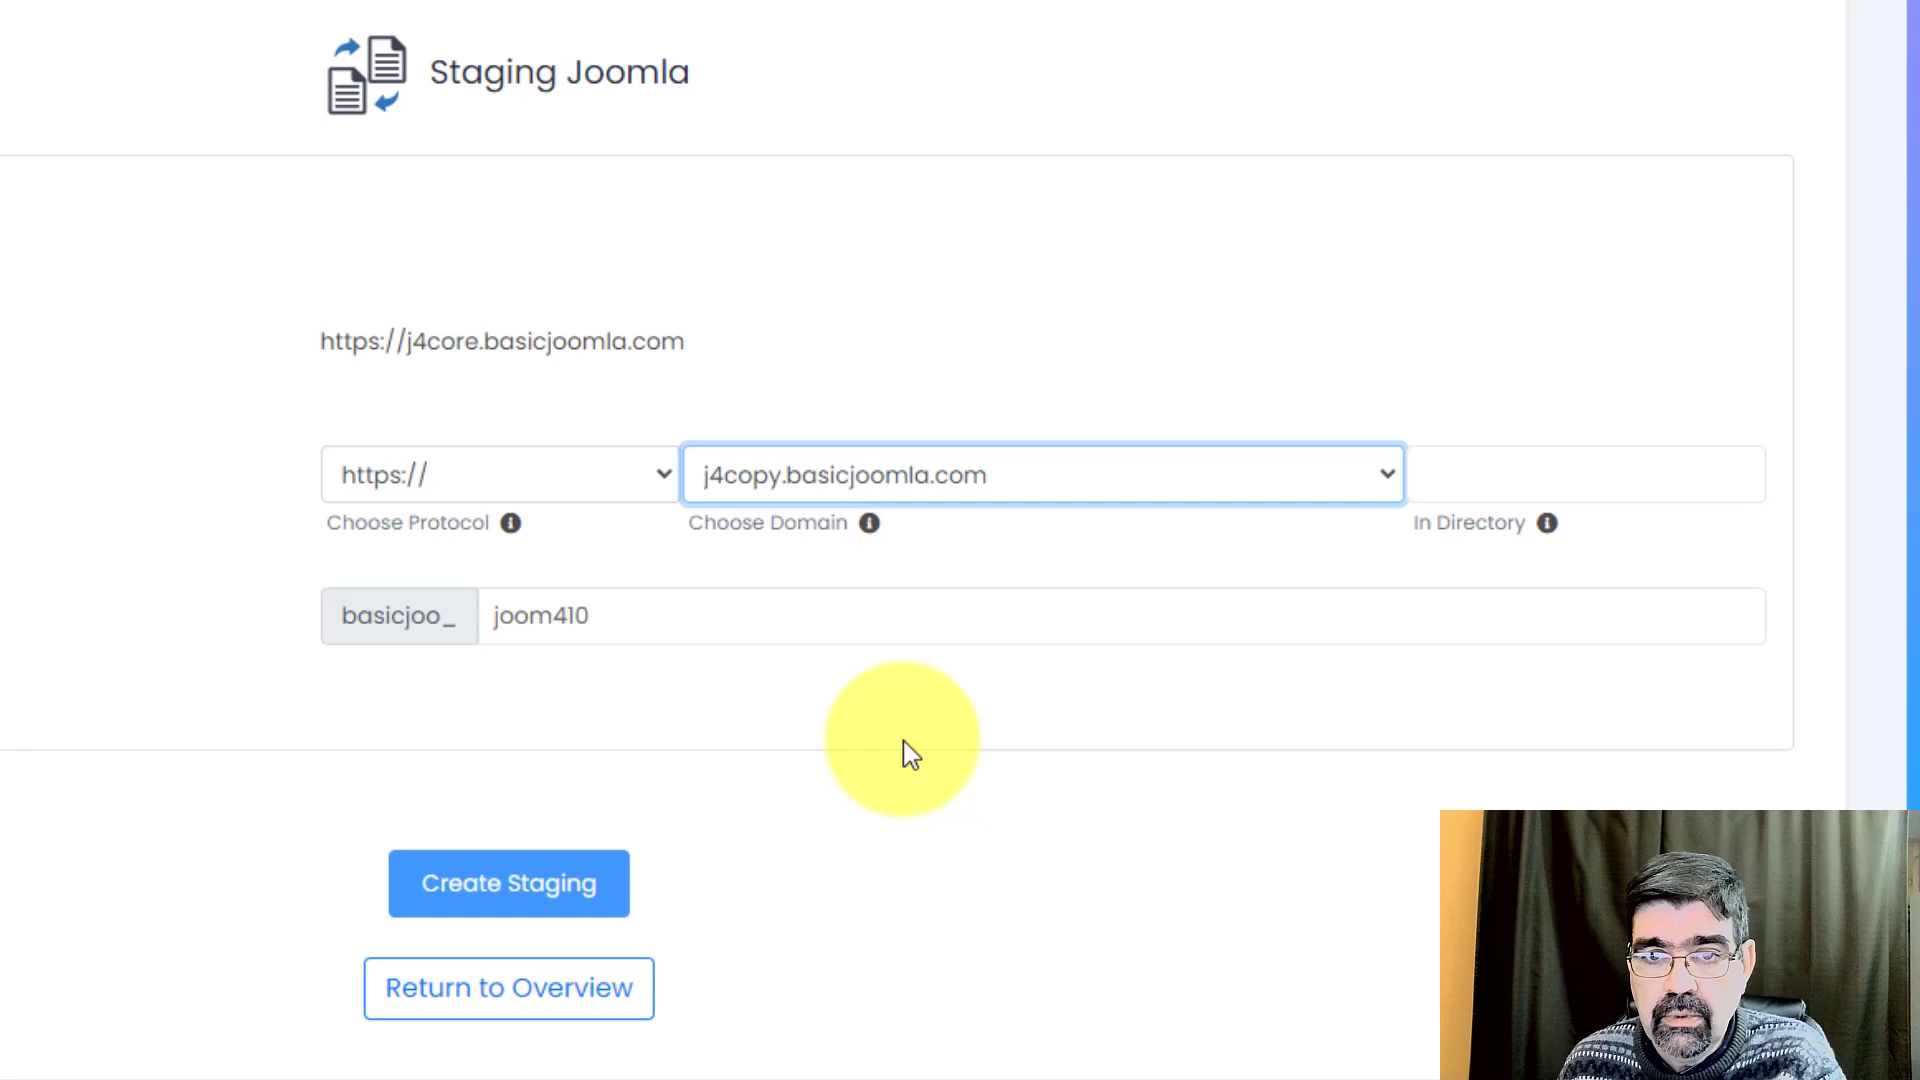 Staging Joomla
https://j4core.basicjoomla.com
https:// j4copy.basicjoomla.com
Choose Protocol Choose Domain In Directory
basicjoo_ joom410
Create Staging
Return to Overview